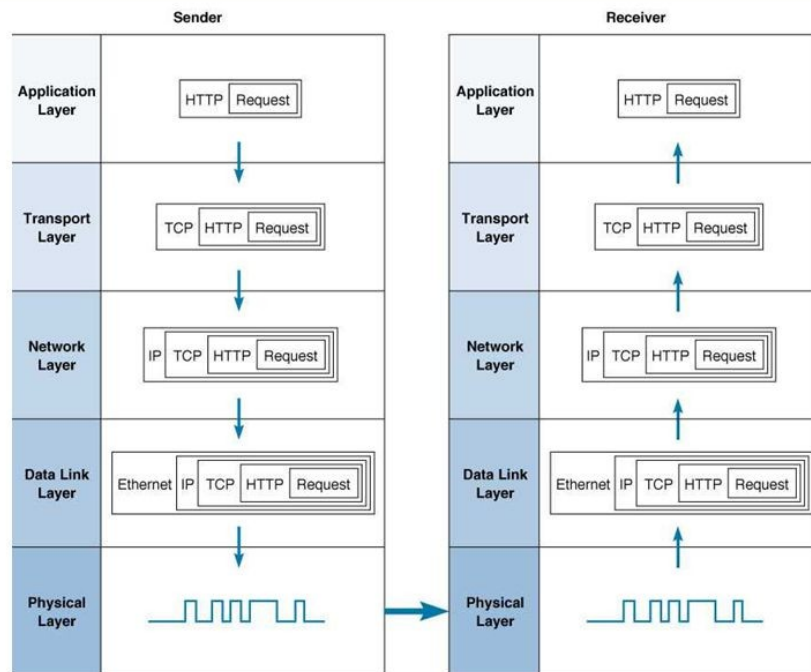 Sender
Application
Layer
HTTP Request
Transport
Layer
TCP HTTP Request
Network
Layer
IP TCP HTTP Request
Data Link
Layer
Ethernet IP TCP HTTP Request
Physical
Layer
Receiver
Application
Layer
HTTP Request
Transport
Layer
TCP HTTP Request
Network
Layer
IP TCP HTTP Request
Data Link
Layer
Ethernet IP TCP HTTP Request
Physical
Layer